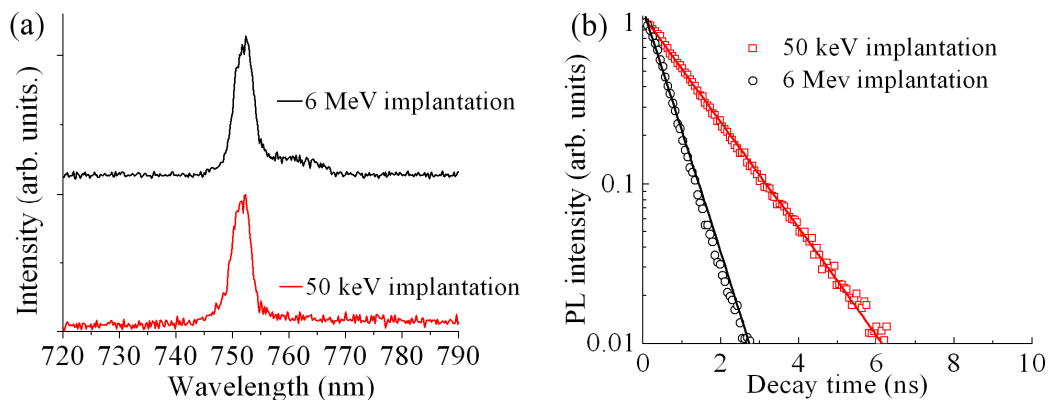 (a)
Intensity (arb. units.)
6 MeV implantation
50 keV implantation
720 730 740 750 760 770 780 790
Wavelength (nm)
(b)
PL intensity (arb. units)
1
0.1
0.01
50 keV implantation
6 Mev implantation
0 2 4 6 8 10
Decay time (ns)